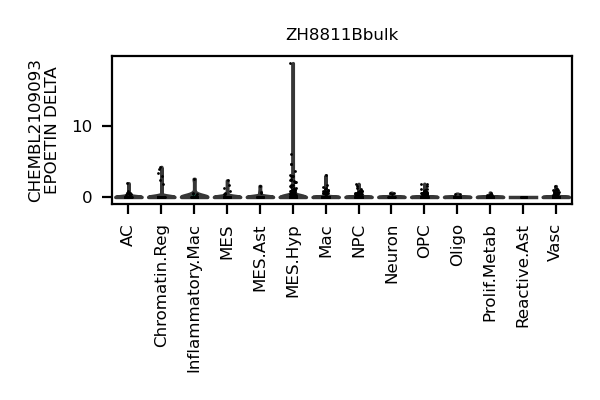 ZH8811Bbulk
CHEMBL2109093
EPOETIN DELTA
10
0
AC
Chromatin.Reg
Inflammatory.Mac
MES
MES.Ast
MES.Hyp
Mac
NPC
Neuron
OPC
Oligo
Prolif.Metab
Reactive.Ast
Vasc